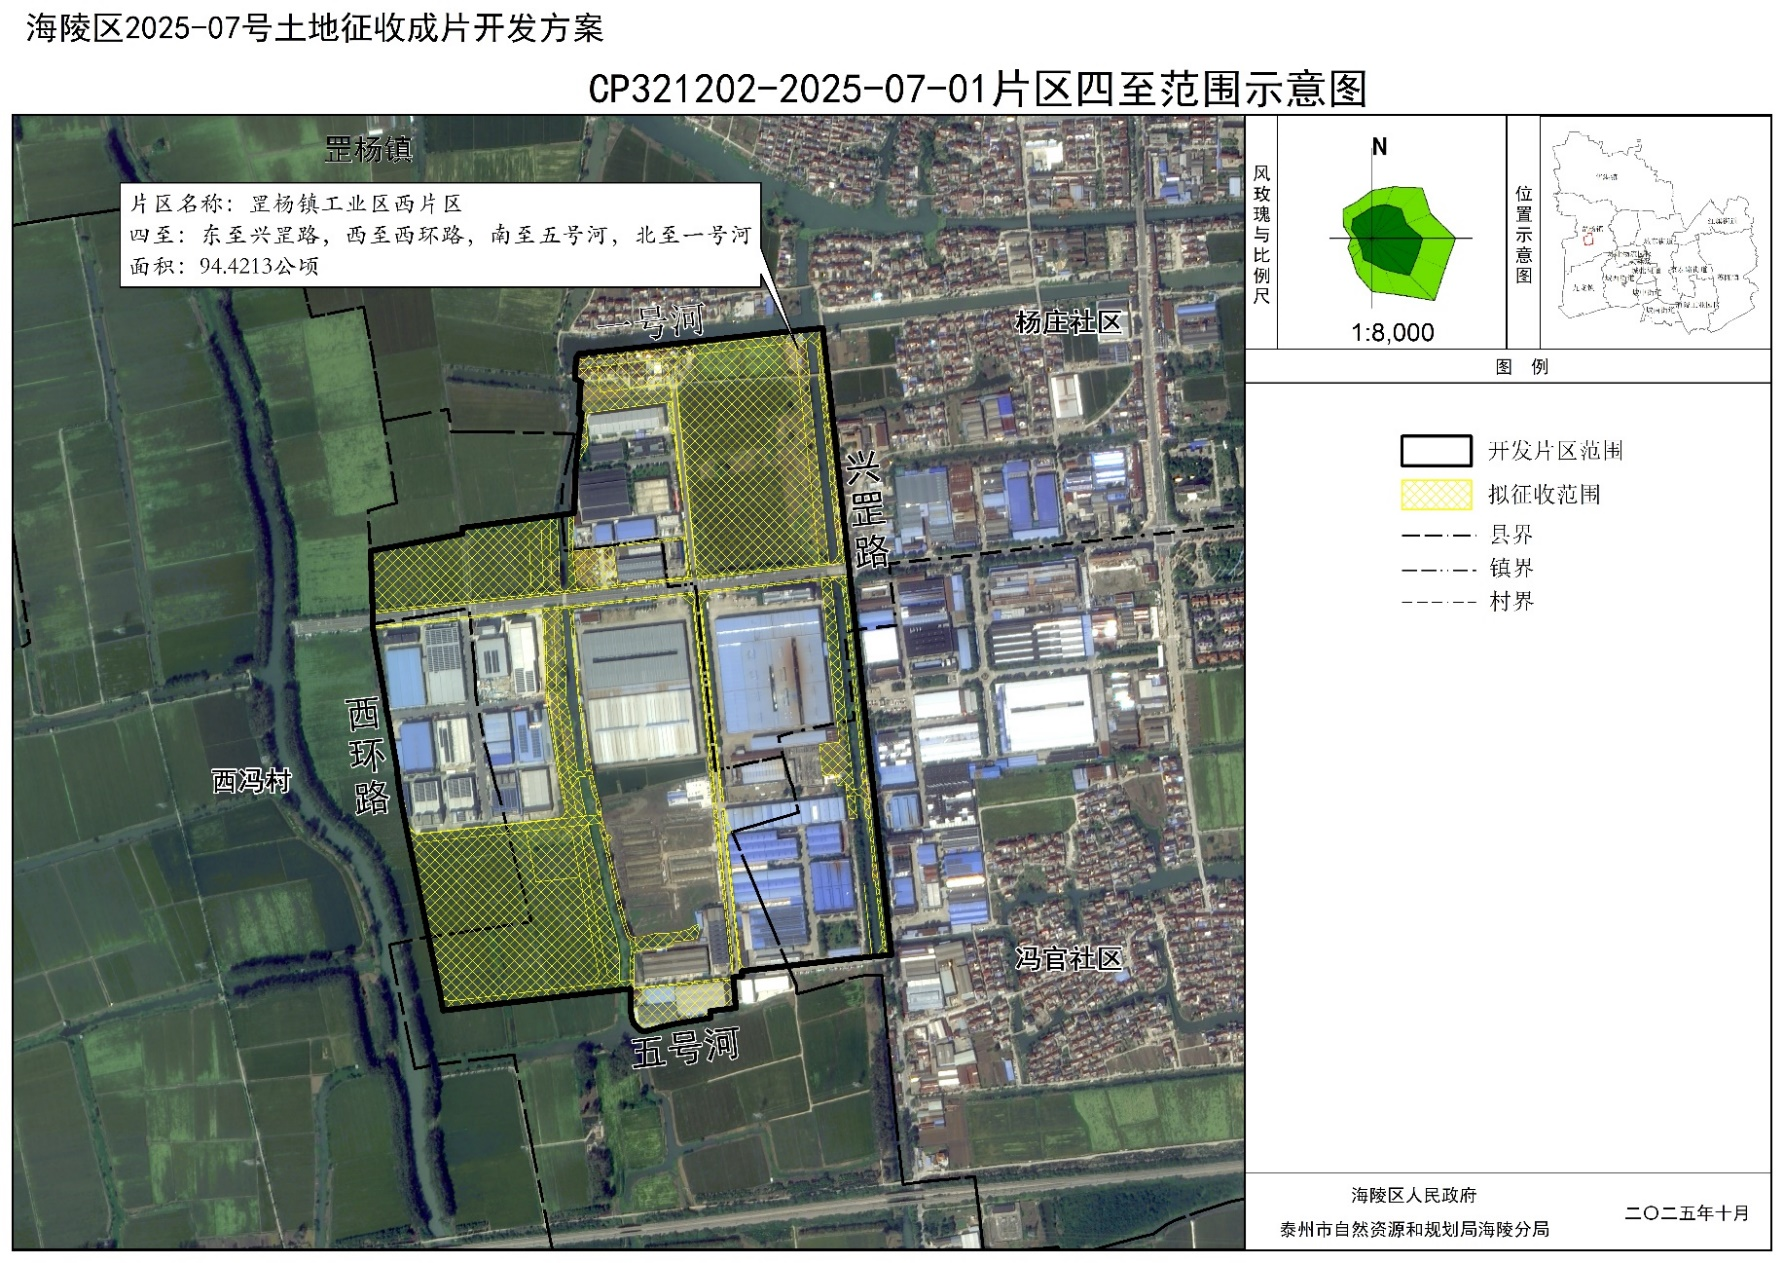 海陵区2025-07号土地征收成片开发方案
CP321202-2025-07-01片区四至范围示意图
罡杨镇
片区名称：罡杨镇工业区西片区
四至：东至兴罡路，西至西环路，南至五号河，北至一号河
面积：94.4213公顷
一号河
杨庄社区
兴罡路
西环路
西冯村
冯官社区
五号河
风玫瑰与比例尺
N
1:8,000
位置示意图
罡杨镇
九龙镇
图 例
开发片区范围
拟征收范围
县界
镇界
村界
海陵区人民政府
泰州市自然资源和规划局海陵分局
二〇二五年十月